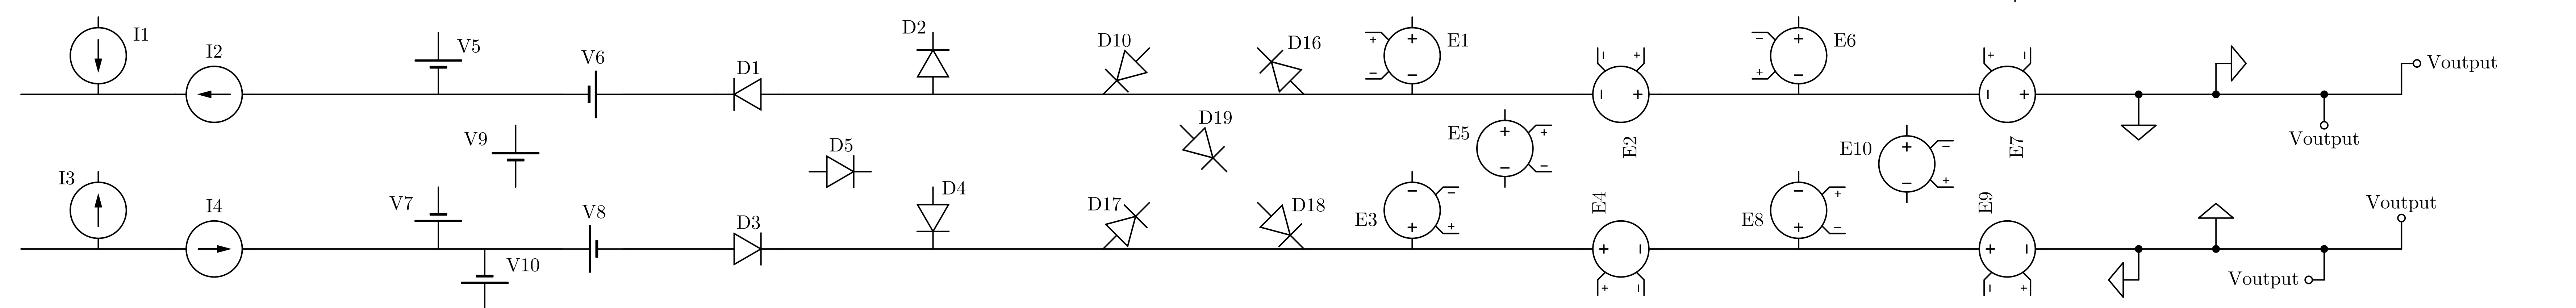 I1
I2
V5
V6
D1
D2
D10
D16
E1
E2
E6
E7
Voutput
Voutput
V9
D5
D19
E5
E10
I3
I4
V7
V8
V10
D3
D4
D17
D18
E3
E4
E8
E9
Voutput
Voutput